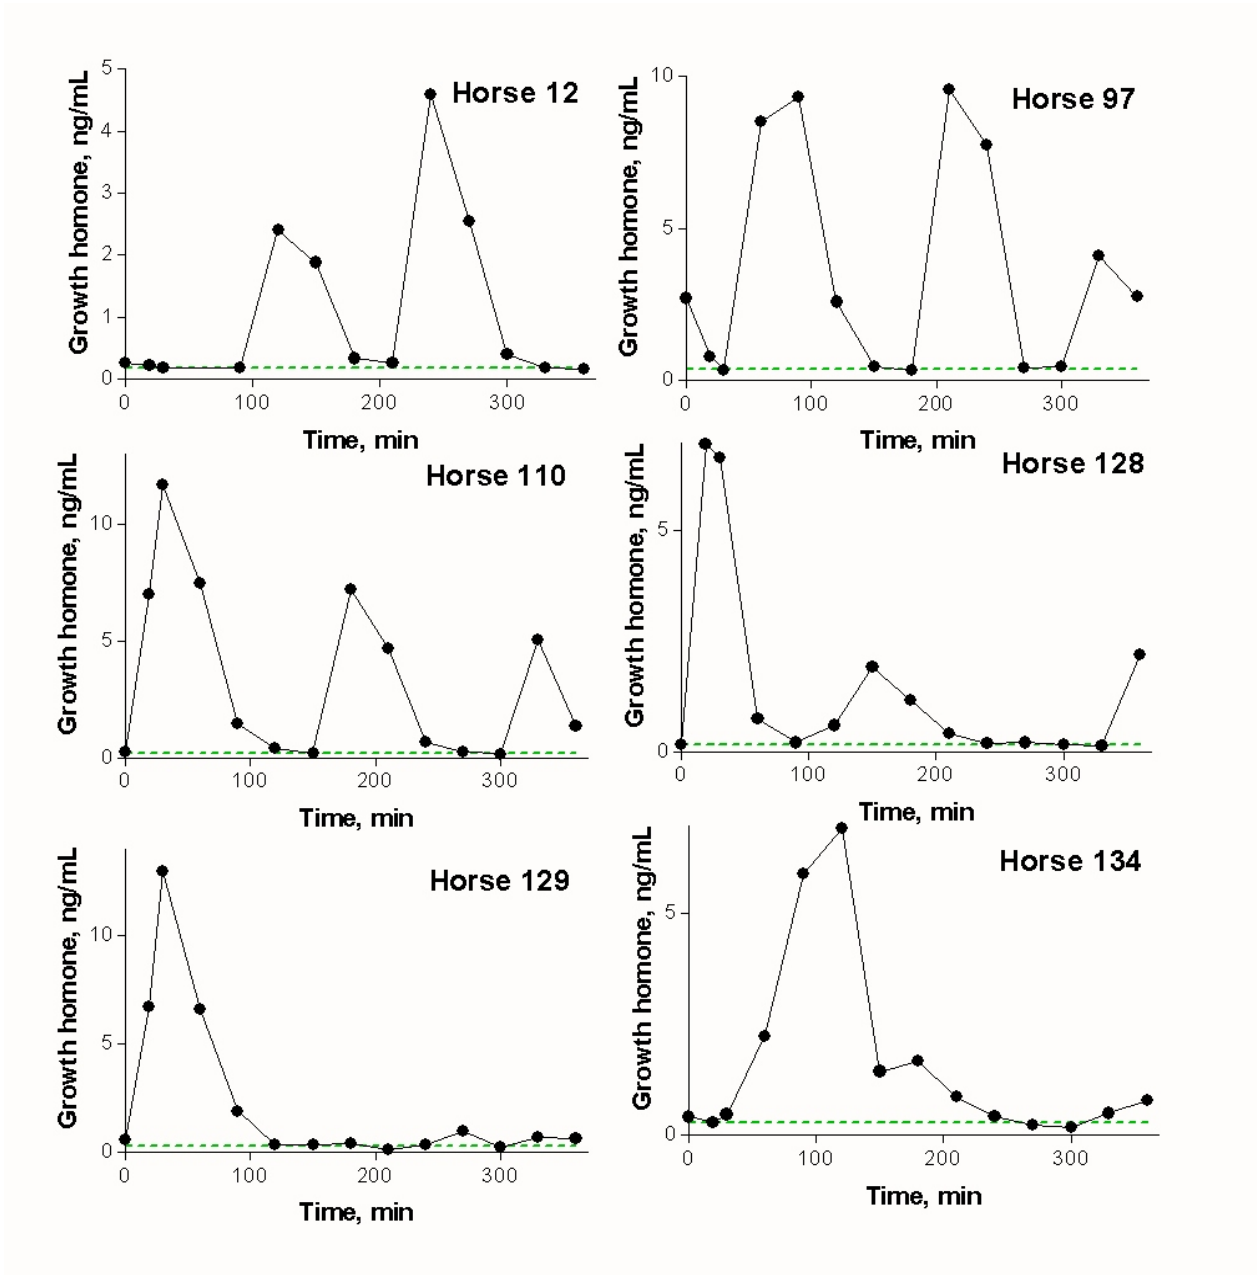 Horse 12
Growth homone, ng/mL
5
4
3
2
1
0
0 100 200 300
Time, min
Horse 97
Growth homone, ng/mL
10
5
0
0 100 200 300
Time, min
Horse 110
Growth homone, ng/mL
10
5
0
0 100 200 300
Time, min
Horse 128
Growth homone, ng/mL
5
0
0 100 200 300
Time, min
Horse 129
Growth homone, ng/mL
10
5
0
0 100 200 300
Time, min
Horse 134
Growth homone, ng/mL
5
0
0 100 200 300
Time, min